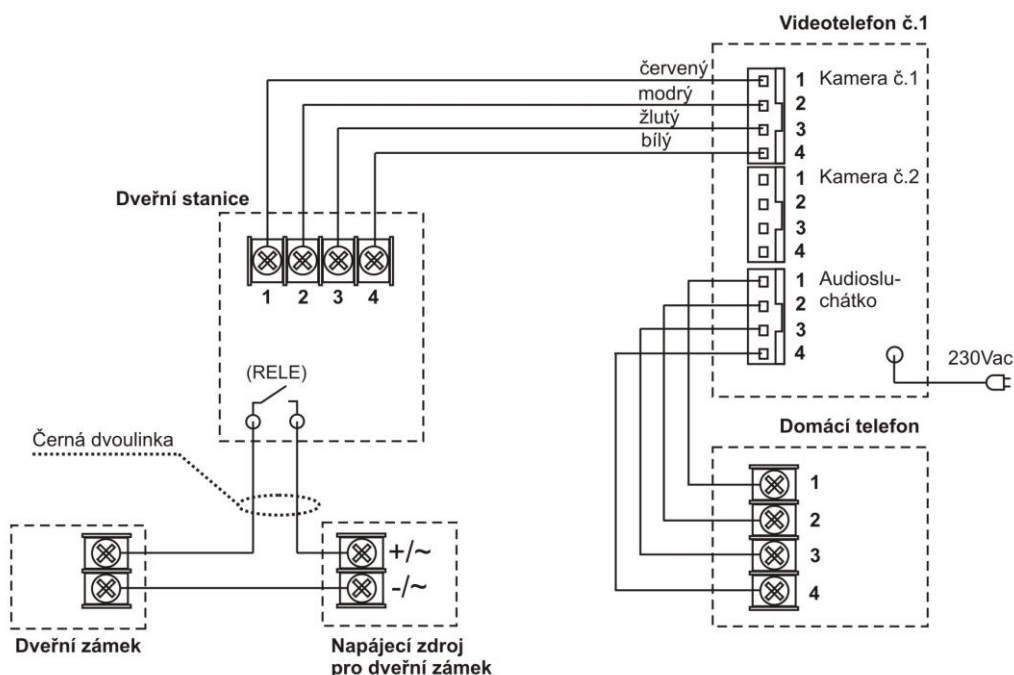 Videotelefon č.1
červený
1 Kamera č.1
modrý
2
žlutý
3
bílý
4
1 Kamera č.2
2
3
4
Dveřní stanice
1 2 3 4
1 Audioslu-
2 chátko
3
4
(RELE)
230Vac
Černá dvoulinka
Domácí telefon
1
2
3
4
+/~
-/~
Dveřní zámek
Napájecí zdroj
pro dveřní zámek